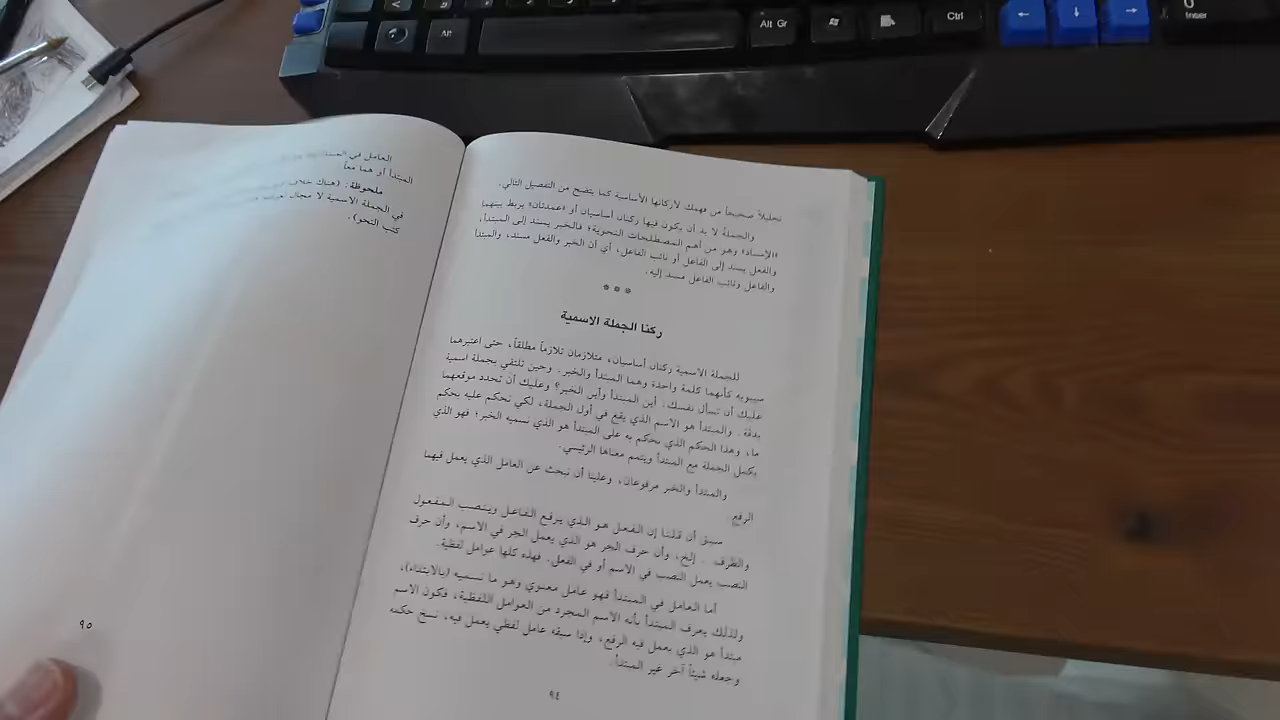 تحليلاً صحيحاً من فهمك لأركانها الأساسية كما يتضح من التفصيل التالي.
والجملة لا بد أن يكون فيها ركنان أساسيان أو «عمدتان» يربط بينهما
«الإسناد» وهو من أهم المصطلحات النحوية؛ فالخبر يسند إلى المبتدأ،
والفعل يسند إلى الفاعل أو نائب الفاعل، أي أن الخبر والفعل مسند، والمبتدأ
والفاعل ونائب الفاعل مسند إليه.
***
ركنا الجملة الاسمية
للجملة الاسمية ركنان أساسيان، متلازمان تلازماً مطلقاً، حتى اعتبرهما
سيبويه كأنهما كلمة واحدة وهما المبتدأ والخبر. وحين تلتقي بجملة اسمية
عليك أن تسأل نفسك: أين المبتدأ وأين الخبر؟ وعليك أن تحدد موقعهما
بدقة. والمبتدأ هو الاسم الذي يقع في أول الجملة، لكي نحكم عليه بحكم
ما، وهذا الحكم الذي نحكم به على المبتدأ هو الذي نسميه الخبر؛ فهو الذي
يكمل الجملة مع المبتدأ ويتمم معناها الرئيسي.
والمبتدأ والخبر مرفوعان، وعلينا أن نبحث عن العامل الذي يعمل فيهما
الرفع.
سبق أن قلنا إن الفعل هو الذي يرفع الفاعل وينصب المفعول
والظرف .. إلخ، وأن حرف الجر هو الذي يعمل الجر في الاسم، وأن حرف
النصب يعمل النصب في الاسم أو في الفعل. فهذه كلها عوامل لفظية.
أما العامل في المبتدأ فهو عامل معنوي وهو ما نسميه (بالابتداء)،
ولذلك يعرف المبتدأ بأنه الاسم المجرد من العوامل اللفظية، فكون الاسم
مبتدأ هو الذي يعمل فيه الرفع، وإذا سبقه عامل لفظي يعمل فيه، نسخ حكمه
وجعله شيئاً آخر غير المبتدأ.
٩٤
العامل في
المبتدأ أو هما معاً
ملحوظة: (هناك
في الجملة الاسمية لا مجال
كتب النحو).
٩٥
Alt
Alt Gr
Ctrl
←
↓
→
0
Inser